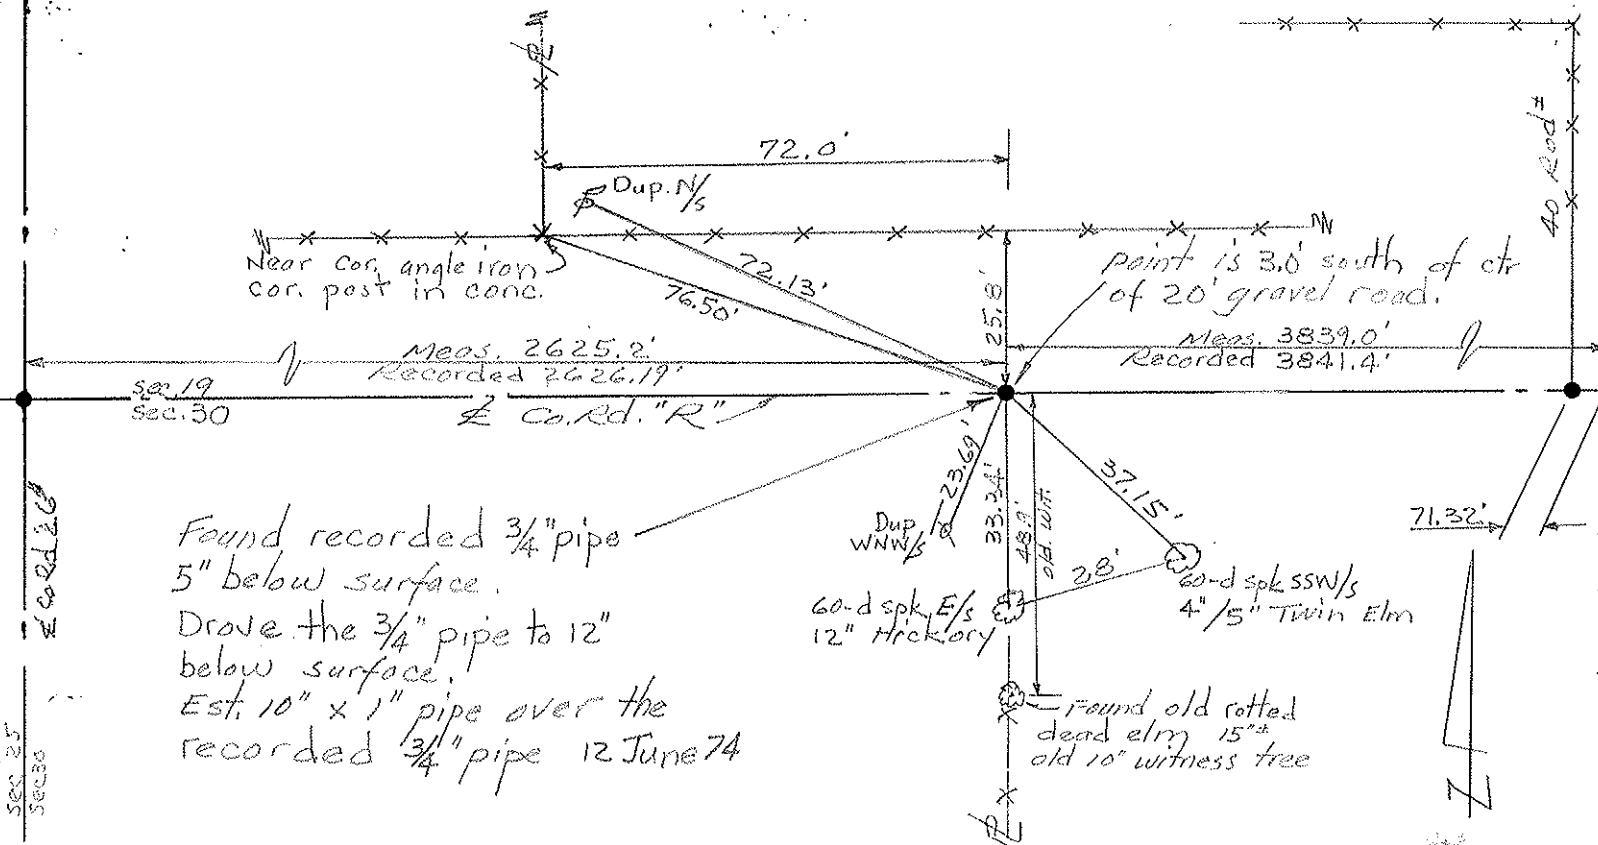 72.0'
Dup. N/s
40 Rod±
Near Cor. angle iron
cor. post in conc.
72.13'
76.50'
25.8'
point is 3.0' south of ctr
of 20' gravel road.
Meas. 2625.2'
Recorded 2626.19'
Meas. 3839.0'
Recorded 3841.4'
Sec. 19
Sec. 30
℄ Co. Rd. "R"
℄ Co Rd 26
23.69'
33.24'
48.9'
old wit.
37.15'
71.32'
Found recorded 3/4" pipe
5" below surface.
Drove the 3/4" pipe to 12"
below surface.
Est. 10" x 1" pipe over the
recorded 3/4" pipe 12 June 74
Dup
WNW/s
2.8'
60-d spk E/s
12" Hickory
60-d spk SSW/s
4"/5" Twin Elm
Found old rotted
dead elm 15"±
old 10" witness tree
Sec 25
Sec 30
N